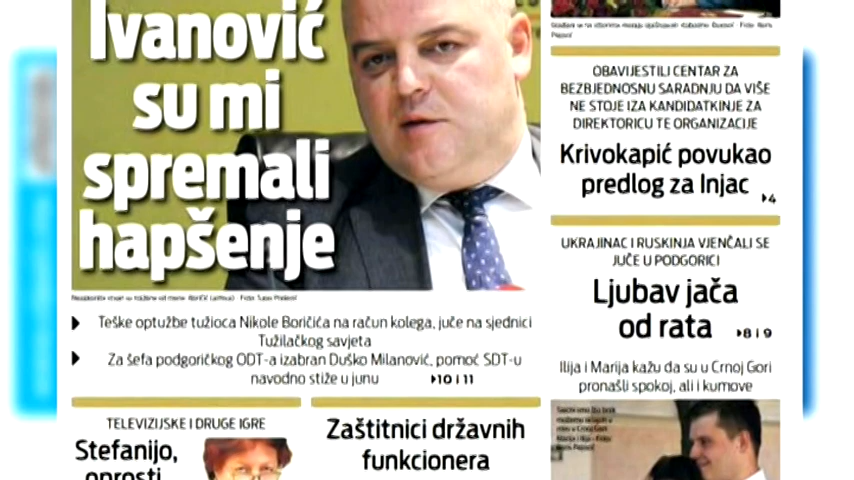 Ivanović
su mi
spremali
hapšenje
Teške optužbe tužioca Nikole Boričića na račun kolega, juče na sjednici
Tužilačkog savjeta
Za šefa podgoričkog ODT-a izabran Duško Milanović, pomoć SDT-u
navodno stiže u junu
10 i 11
TELEVIZIJSKE I DRUGE IGRE
Stefanijo,
oprosti
Zaštitnici državnih
funkcionera
OBAVIJESTILI CENTAR ZA
BEZBJEDNOSNU SARADNJU DA VIŠE
NE STOJE IZA KANDIDATKINJE ZA
DIREKTORICU TE ORGANIZACIJE
Krivokapić povukao
predlog za Injac
4
UKRAJINAC I RUSKINJA VJENČALI SE
JUČE U PODGORICI
Ljubav jača
od rata
8 i 9
Ilija i Marija kažu da su u Crnoj Gori
pronašli spokoj, ali i kumove